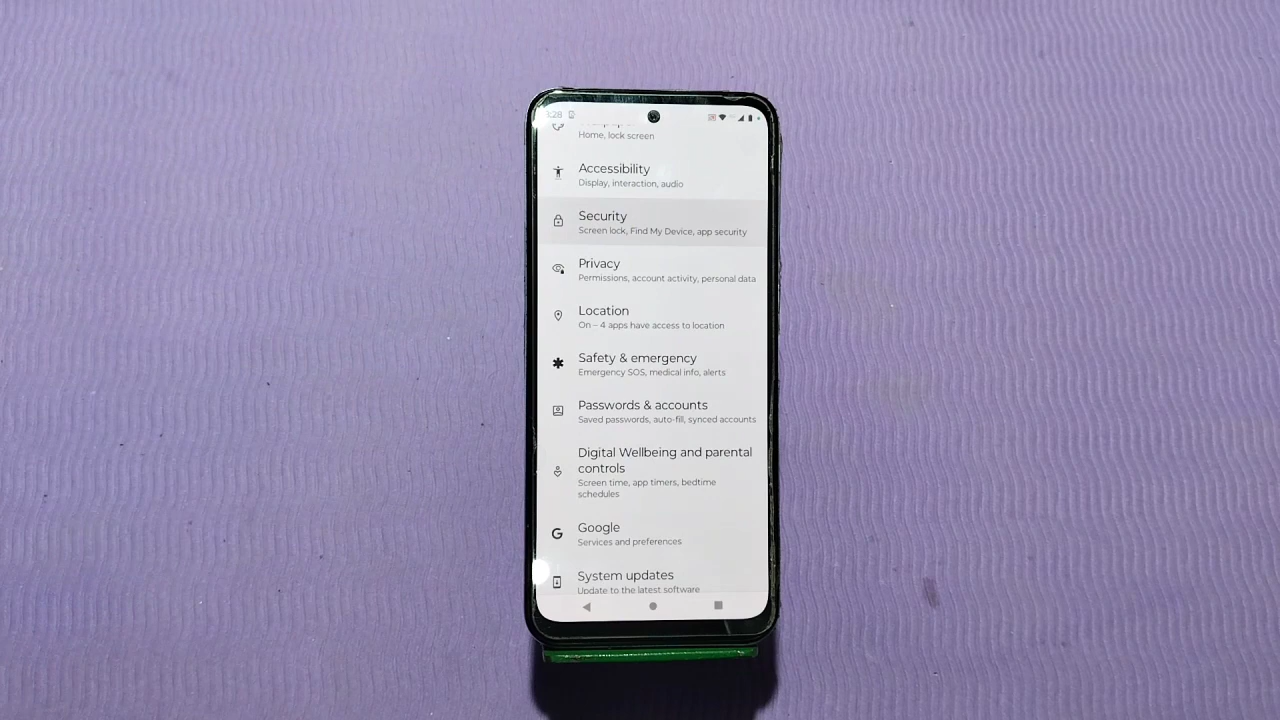 :28
Home, lock screen
Accessibility
Display, interaction, audio
Security
Screen lock, Find My Device, app security
Privacy
Permissions, account activity, personal data
Location
On – 4 apps have access to location
Safety & emergency
Emergency SOS, medical info, alerts
Passwords & accounts
Saved passwords, auto-fill, synced accounts
Digital Wellbeing and parental
controls
Screen time, app timers, bedtime
schedules
Google
Services and preferences
System updates
Update to the latest software